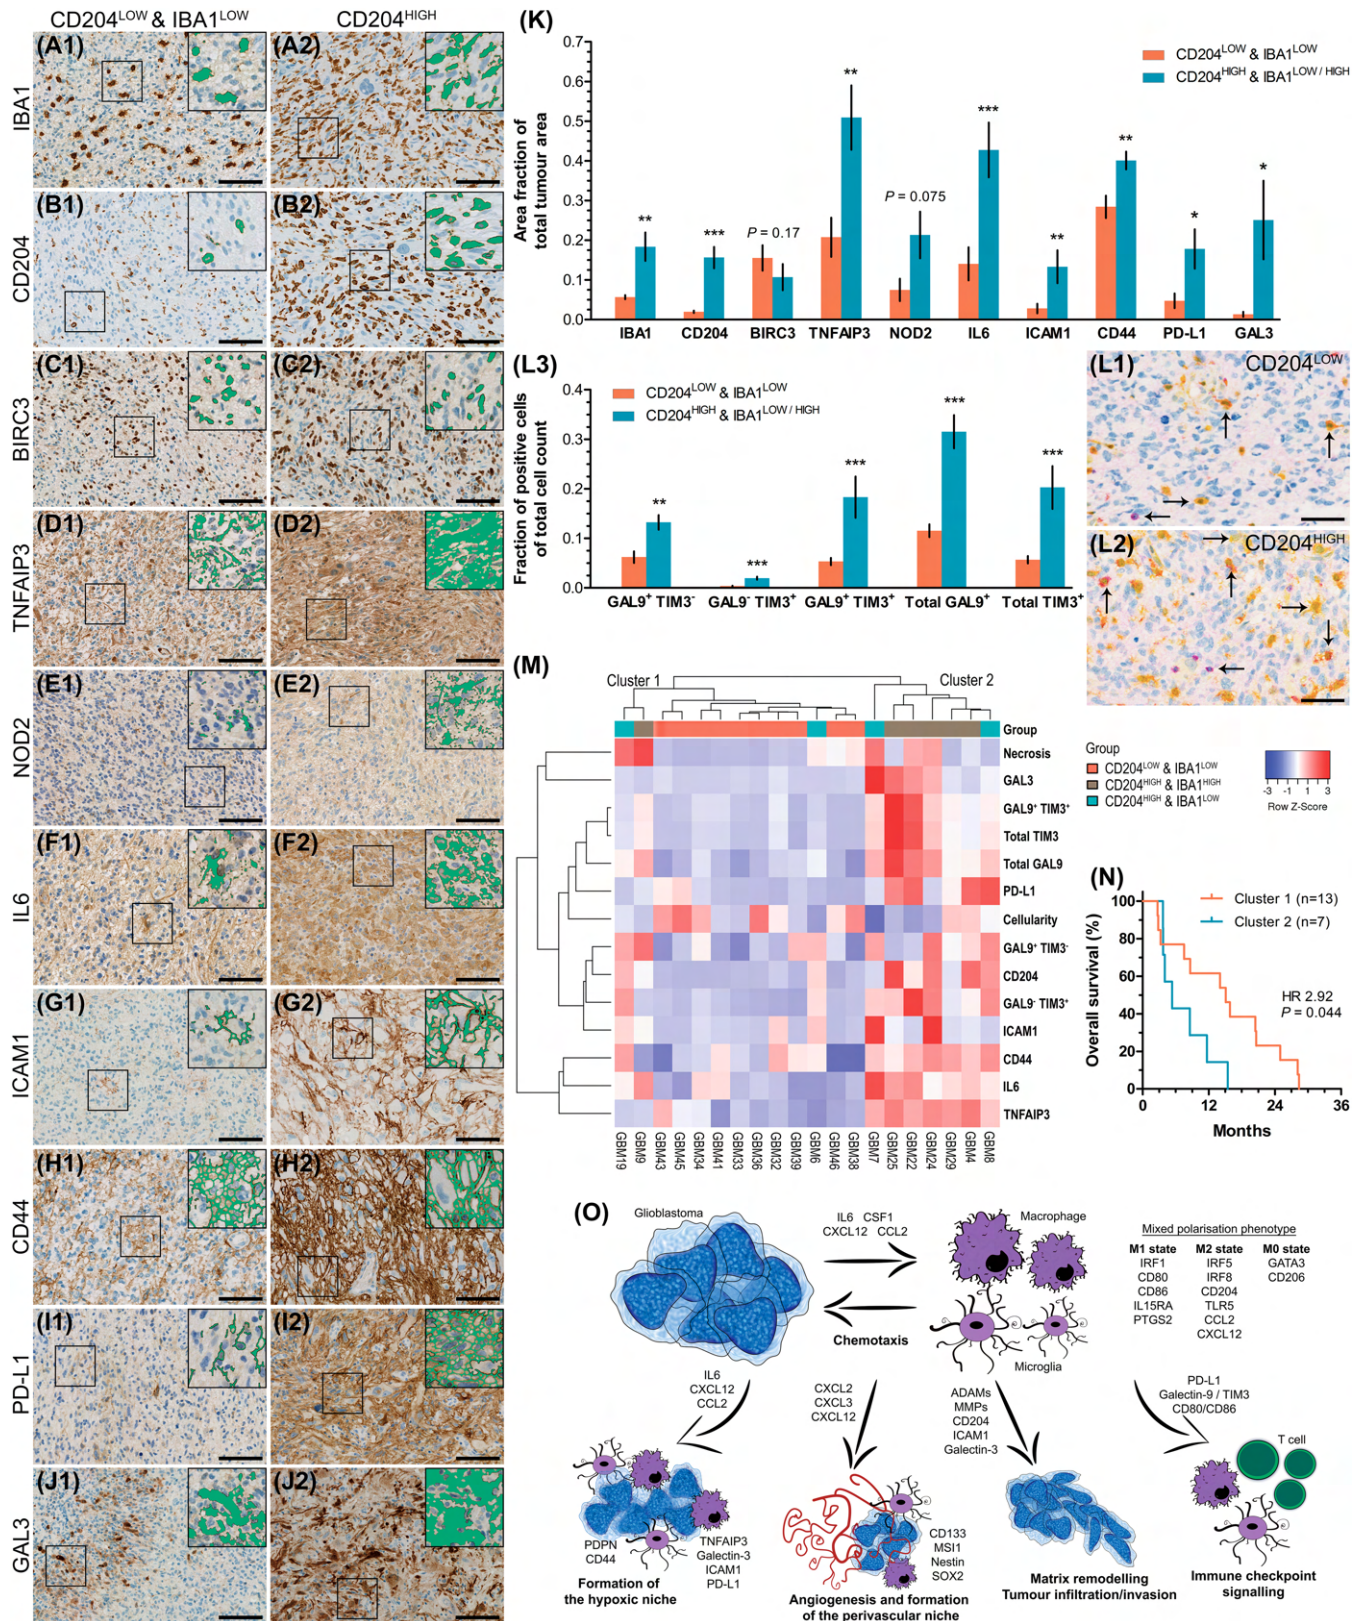 CD204LOW & IBA1LOW
CD204HIGH
(A1)
(A2)
IBA1
(B1)
(B2)
CD204
(C1)
(C2)
BIRC3
(D1)
(D2)
TNFAIP3
(E1)
(E2)
NOD2
(F1)
(F2)
IL6
(G1)
(G2)
ICAM1
(H1)
(H2)
CD44
(I1)
(I2)
PD-L1
(J1)
(J2)
GAL3
(K)
Area fraction of
total tumour area
0.7
0.6
0.5
0.4
0.3
0.2
0.1
0.0
CD204LOW & IBA1LOW
CD204HIGH & IBA1LOW / HIGH
**
***
P = 0.17
**
P = 0.075
***
**
**
*
*
IBA1 CD204 BIRC3 TNFAIP3 NOD2 IL6 ICAM1 CD44 PD-L1 GAL3
(L3)
Fraction of positive cells
of total cell count
0.4
0.3
0.2
0.1
0.0
CD204LOW & IBA1LOW
CD204HIGH & IBA1LOW / HIGH
**
***
***
***
***
GAL9+ TIM3- GAL9- TIM3+ GAL9+ TIM3+ Total GAL9+ Total TIM3+
(L1)
CD204LOW
(L2)
CD204HIGH
(M)
Cluster 1
Cluster 2
Group
Necrosis
GAL3
GAL9+ TIM3+
Total TIM3
Total GAL9
PD-L1
Cellularity
GAL9+ TIM3-
CD204
GAL9- TIM3+
ICAM1
CD44
IL6
TNFAIP3
GBM19
GBM9
GBM43
GBM45
GBM34
GBM41
GBM33
GBM36
GBM32
GBM39
GBM6
GBM46
GBM38
GBM7
GBM25
GBM22
GBM24
GBM29
GBM4
GBM8
Group
CD204LOW & IBA1LOW
CD204HIGH & IBA1HIGH
CD204HIGH & IBA1LOW
-3 -1 1 3
Row Z-Score
(N)
Overall survival (%)
100
80
60
40
20
0
Cluster 1 (n=13)
Cluster 2 (n=7)
HR 2.92
P = 0.044
0 12 24 36
Months
(O)
Glioblastoma
IL6 CSF1
CXCL12 CCL2
Chemotaxis
Macrophage
Microglia
Mixed polarisation phenotype
M1 state M2 state M0 state
IRF1 IRF5 GATA3
CD80 IRF8 CD206
CD86 CD204
IL15RA TLR5
PTGS2 CCL2
CXCL12
IL6
CXCL12
CCL2
CXCL2
CXCL3
CXCL12
ADAMs
MMPs
CD204
ICAM1
Galectin-3
PD-L1
Galectin-9 / TIM3
CD80/CD86
T cell
PDPN
CD44
TNFAIP3
Galectin-3
ICAM1
PD-L1
CD133
MSI1
Nestin
SOX2
Formation of
the hypoxic niche
Angiogenesis and formation
of the perivascular niche
Matrix remodelling
Tumour infiltration/invasion
Immune checkpoint
signalling